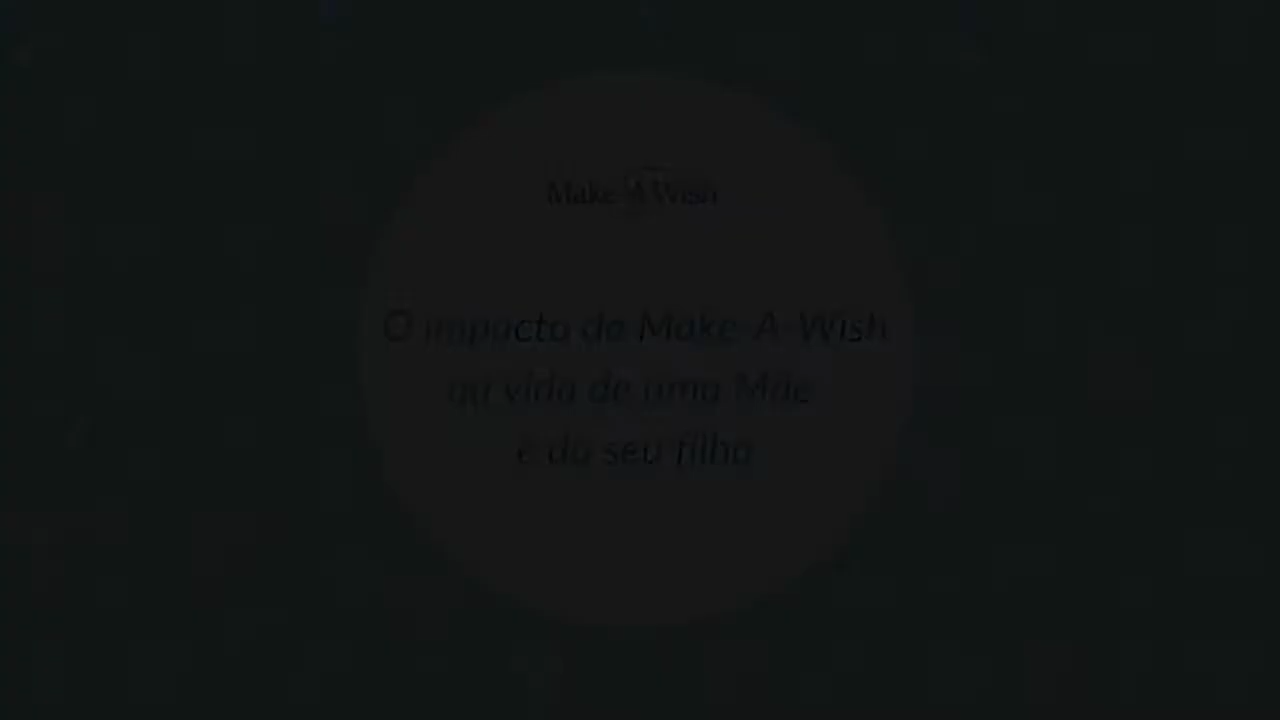 Make-A-Wish
O impacto da Make-A-Wish
na vida de uma Mãe
e do seu filho